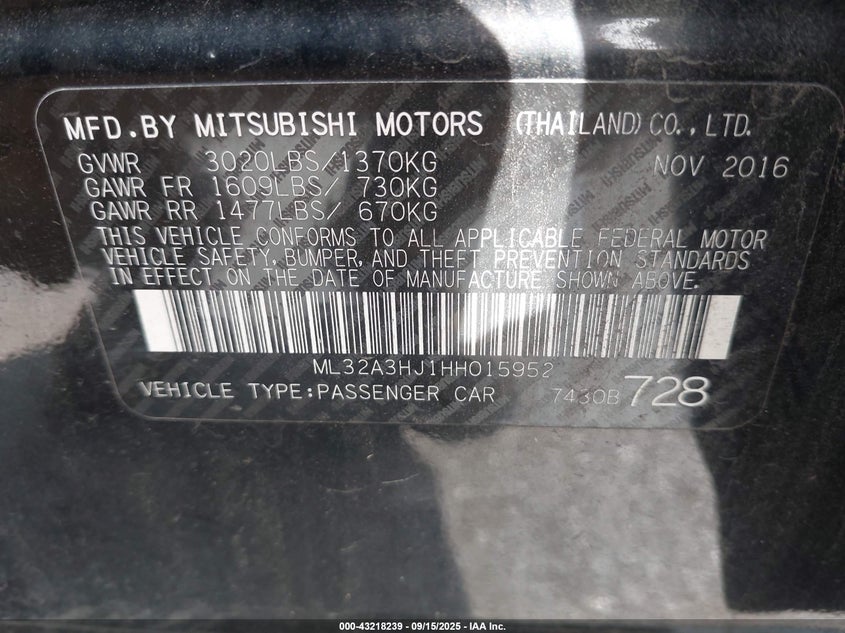 MFD.BY MITSUBISHI MOTORS (THAILAND)CO.,LTD.
GVWR 3020LBS/1370KG NOV 2016
GAWR FR 1609LBS/ 730KG
GAWR RR 1477LBS/ 670KG
THIS VEHICLE CONFORMS TO ALL APPLICABLE FEDERAL MOTOR
VEHICLE SAFETY, BUMPER, AND THEFT PREVENTION STANDARDS
IN EFFECT ON THE DATE OF MANUFACTURE SHOWN ABOVE.
ML32A3HJ1HH015952
VEHICLE TYPE:PASSENGER CAR 7430B 728
000-43218239 - 09/15/2025 - IAA Inc.